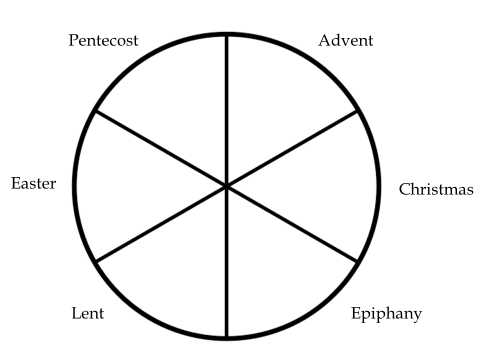 Pentecost
Advent
Easter
Christmas
Lent
Epiphany